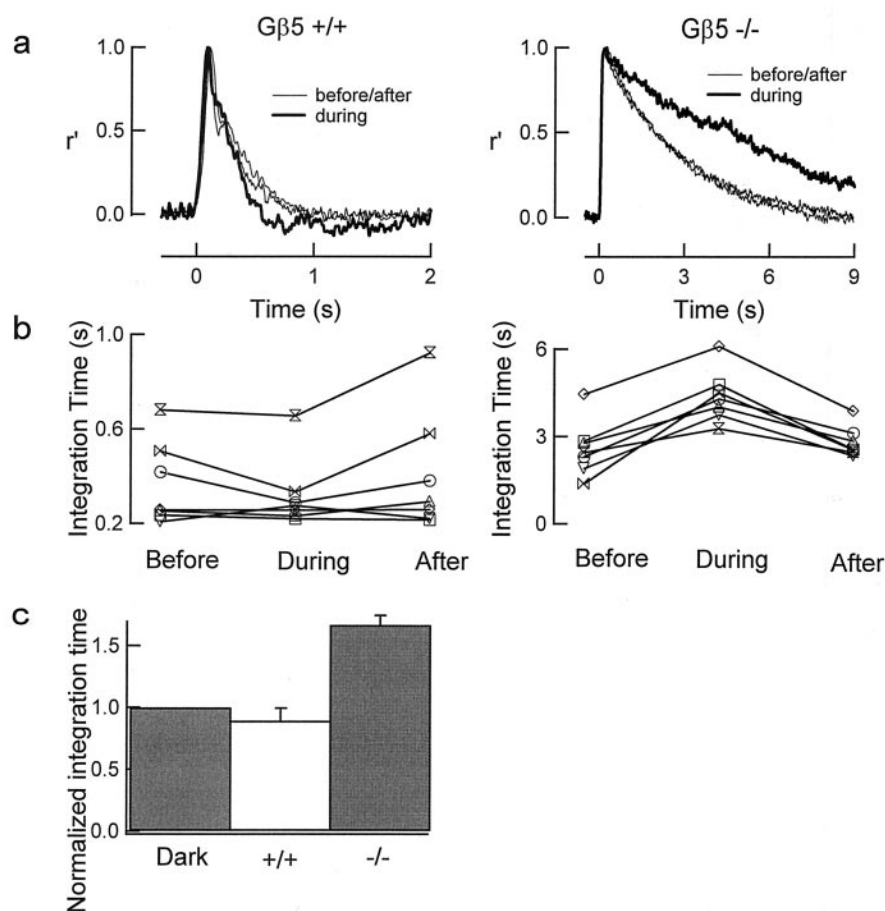 a
Gβ5 +/+
before/after
during
r'
1.0
0.5
0.0
0
1
2
Time (s)
Gβ5 -/-
before/after
during
r'
1.0
0.5
0.0
0
3
6
9
Time (s)
b
Integration Time (s)
1.0
0.6
0.2
Before
During
After
Integration Time (s)
6
3
0
Before
During
After
c
Normalized integration time
1.5
1.0
0.5
0.0
Dark
+/+
-/-